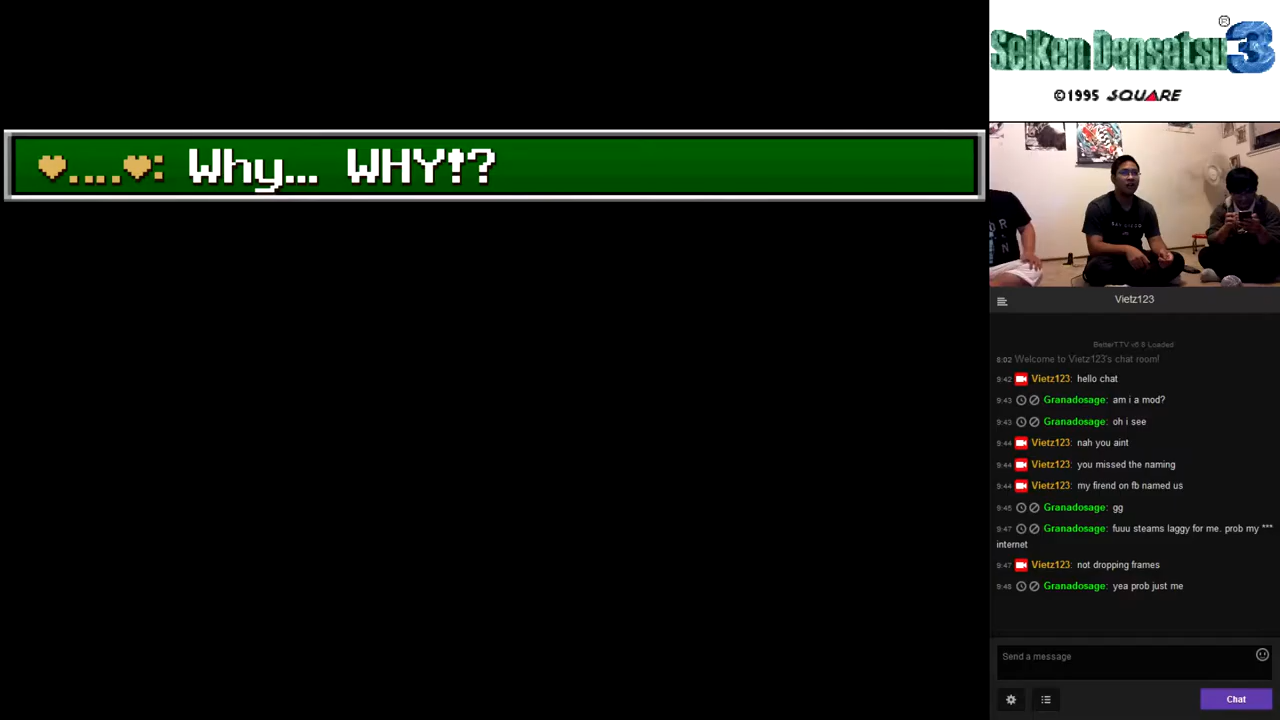 ♥....♥: Why... WHY!?
Seiken Densetsu 3 ®
©1995 SQUARE
Vietz123
BetterTTV v6.8 Loaded
8:02 Welcome to Vietz123's chat room!
9:42 Vietz123: hello chat
9:43 Granadosage: am i a mod?
9:43 Granadosage: oh i see
9:44 Vietz123: nah you aint
9:44 Vietz123: you missed the naming
9:44 Vietz123: my firend on fb named us
9:45 Granadosage: gg
9:47 Granadosage: fuuu steams laggy for me. prob my ***
internet
9:47 Vietz123: not dropping frames
9:48 Granadosage: yea prob just me
Send a message
Chat